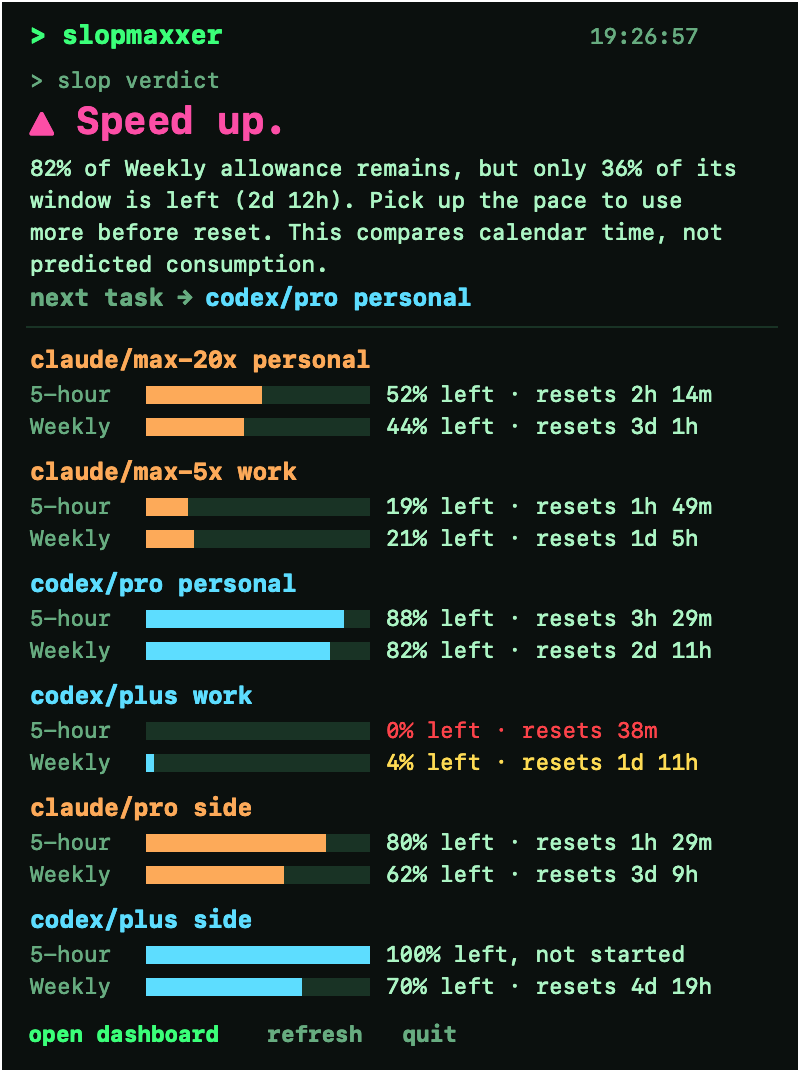 > slopmaxxer 19:26:57
> slop verdict
▲ Speed up.
82% of Weekly allowance remains, but only 36% of its
window is left (2d 12h). Pick up the pace to use
more before reset. This compares calendar time, not
predicted consumption.
next task → codex/pro personal
claude/max-20x personal
5-hour 52% left · resets 2h 14m
Weekly 44% left · resets 3d 1h
claude/max-5x work
5-hour 19% left · resets 1h 49m
Weekly 21% left · resets 1d 5h
codex/pro personal
5-hour 88% left · resets 3h 29m
Weekly 82% left · resets 2d 11h
codex/plus work
5-hour 0% left · resets 38m
Weekly 4% left · resets 1d 11h
claude/pro side
5-hour 80% left · resets 1h 29m
Weekly 62% left · resets 3d 9h
codex/plus side
5-hour 100% left, not started
Weekly 70% left · resets 4d 19h
open dashboard refresh quit